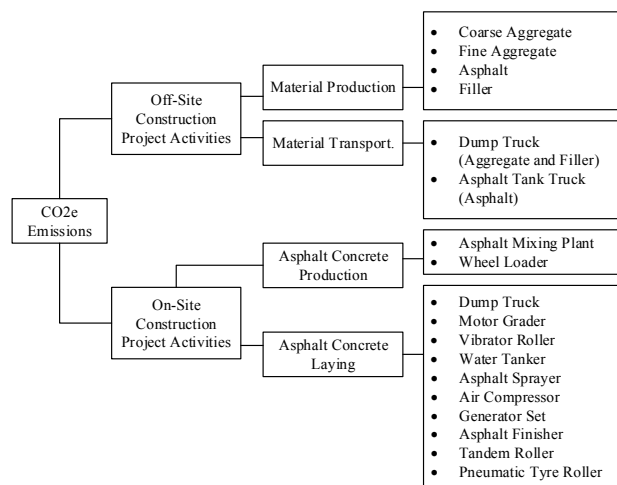 • Coarse Aggregate
• Fine Aggregate
• Asphalt
• Filler
Material Production
Off-Site
Construction
Project Activities
Material Transport.
• Dump Truck
(Aggregate and Filler)
• Asphalt Tank Truck
(Asphalt)
CO2e
Emissions
• Asphalt Mixing Plant
• Wheel Loader
Asphalt Concrete
Production
On-Site
Construction
Project Activities
Asphalt Concrete
Laying
• Dump Truck
• Motor Grader
• Vibrator Roller
• Water Tanker
• Asphalt Sprayer
• Air Compressor
• Generator Set
• Asphalt Finisher
• Tandem Roller
• Pneumatic Tyre Roller